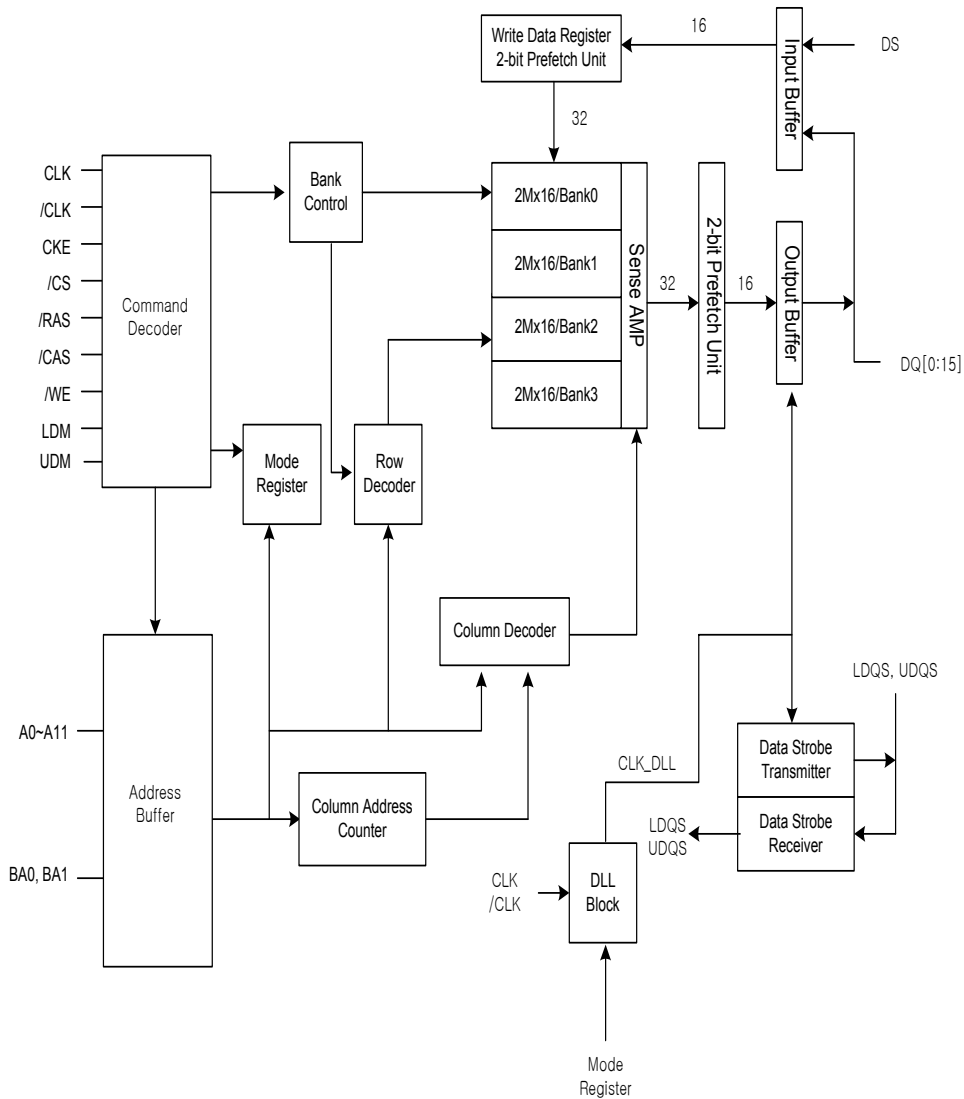 Write Data Register
2-bit Prefetch Unit
16
Input Buffer
DS
32
CLK
/CLK
CKE
/CS
/RAS
/CAS
/WE
LDM
UDM
Command
Decoder
Bank
Control
2Mx16/Bank0
2Mx16/Bank1
2Mx16/Bank2
2Mx16/Bank3
Sense AMP
32
2-bit Prefetch Unit
16
Output Buffer
DQ[0:15]
Mode
Register
Row
Decoder
Column Decoder
A0~A11
BA0, BA1
Address
Buffer
Column Address
Counter
CLK_DLL
LDQS, UDQS
Data Strobe
Transmitter
Data Strobe
Receiver
LDQS
UDQS
CLK
/CLK
DLL
Block
Mode
Register